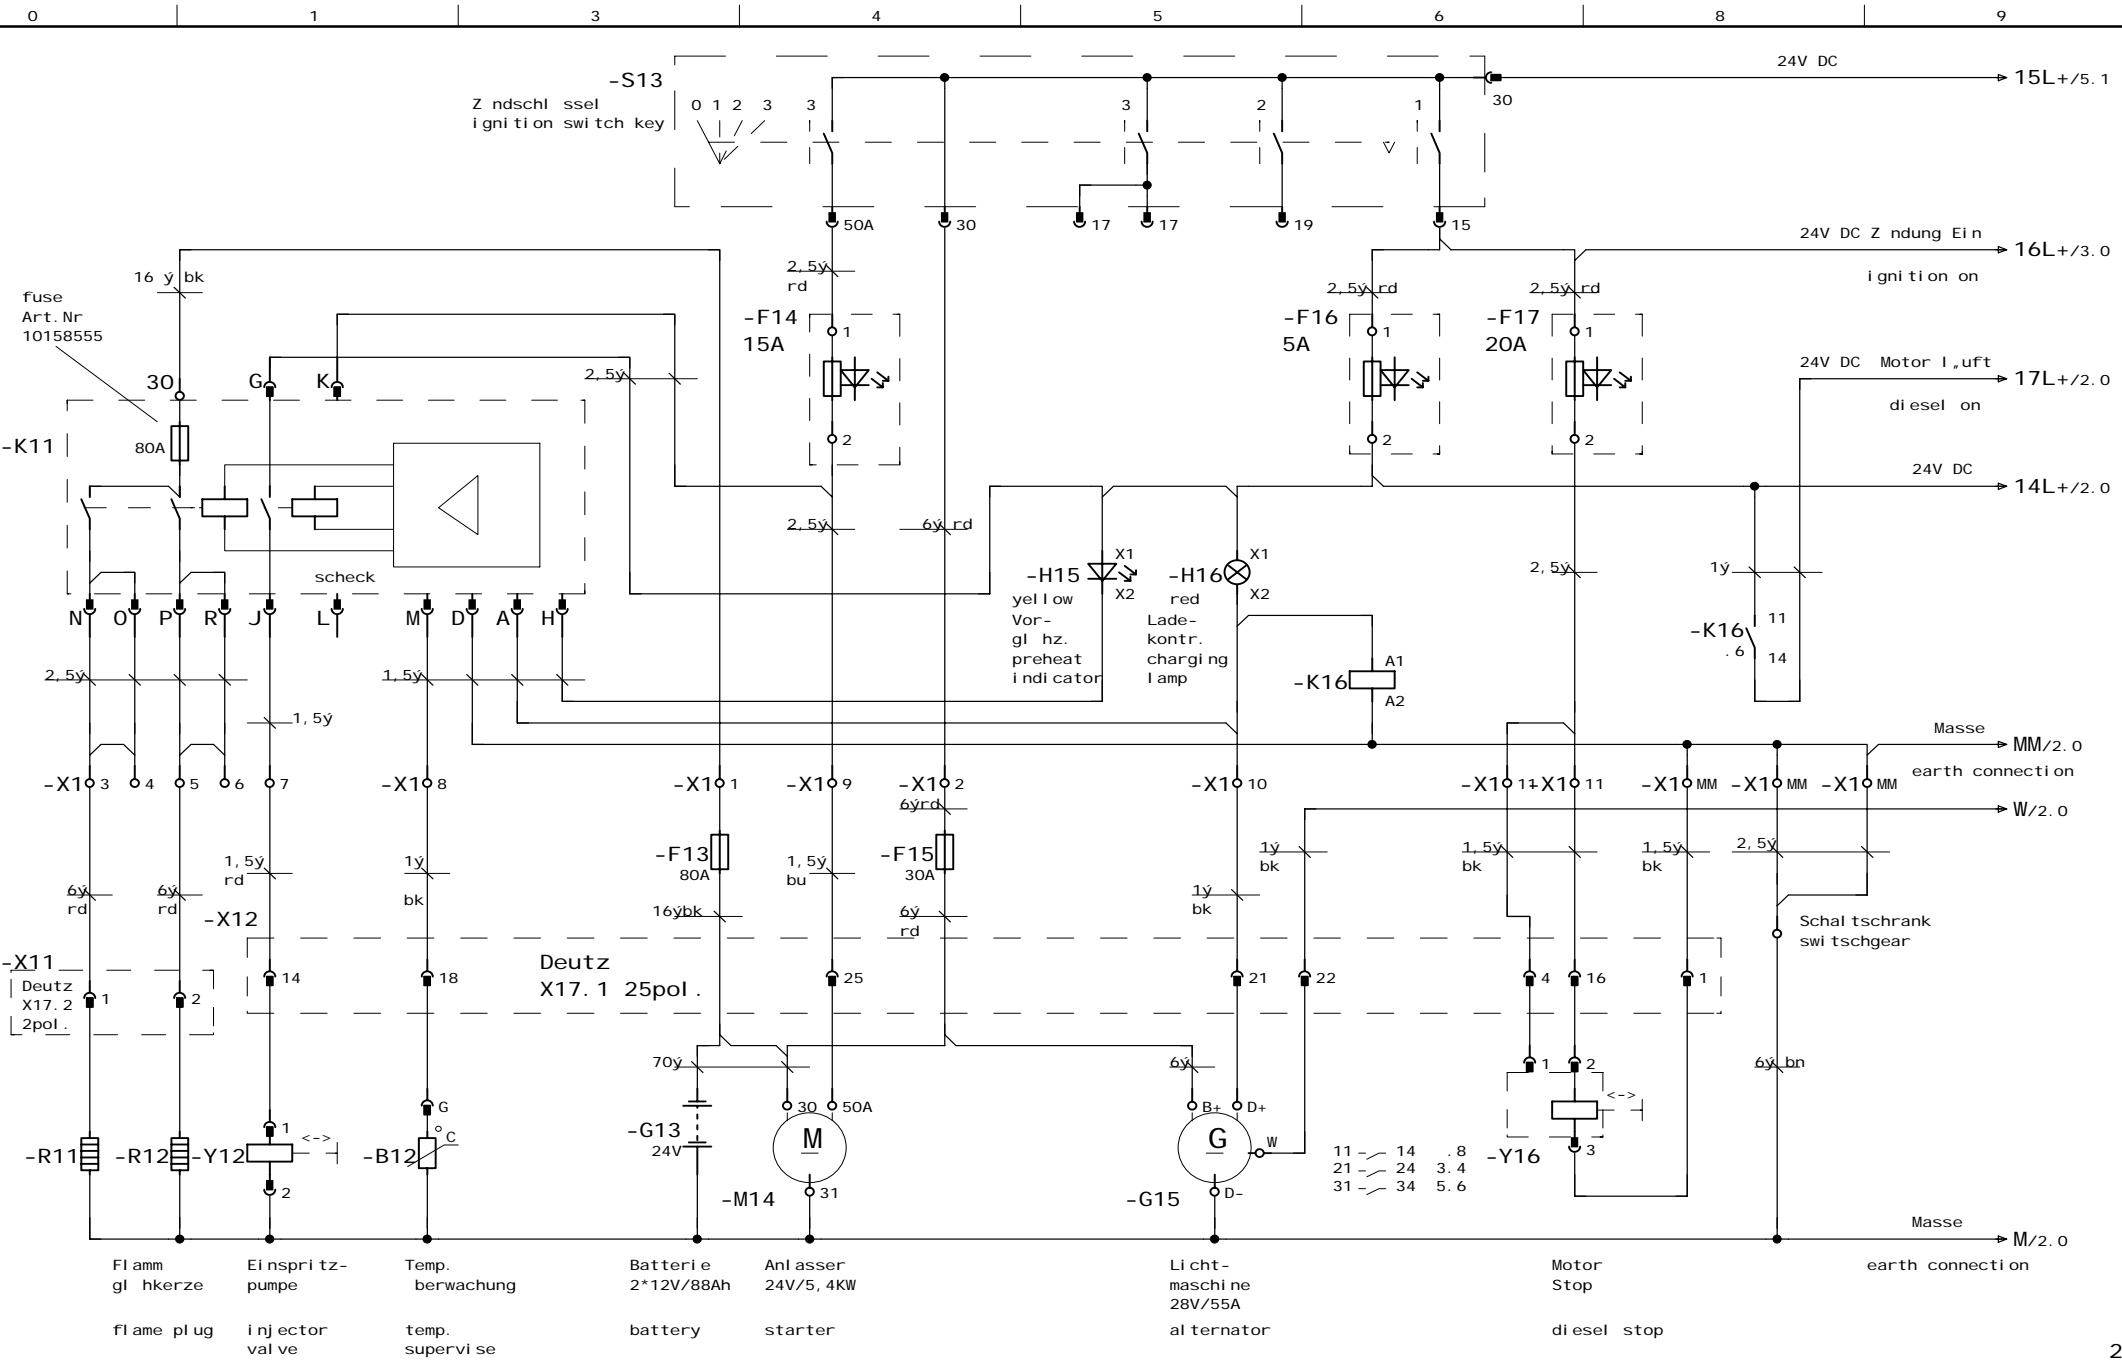 0 1 3 4 5 6 8 9
24V DC
15L+/5.1
-S13
30
Z ndschl ssel
ignition switch key
0 1 2 3
3
3
2
1
50A
30
17
17
19
15
24V DC Z ndung Ein
16L+/3.0
ignition on
16 ý bk
2,5ý
rd
2,5ý rd
2,5ý rd
fuse
Art.Nr
10158555
-F14
15A
1
2
-F16
5A
1
2
-F17
20A
1
2
24V DC Motor l„uft
17L+/2.0
diesel on
30
G
K
2,5ý
-K11
80A
24V DC
14L+/2.0
2,5ý
6ý rd
scheck
N O P R J L M D A H
-H15
X1
X2
yellow
Vor-
gl hz.
preheat
indicator
-H16
X1
X2
red
Lade-
kontr.
charging
lamp
2,5ý
1ý
-K16
.6
11
14
-K16
A1
A2
2,5ý
1,5ý
1,5ý
Masse
MM/2.0
earth connection
-X1 3 4 5 6 7
-X1 8
-X1 1
-X1 9
-X1 2
-X1 10
-X1 11
-X1 11
-X1 MM
-X1 MM
-X1 MM
W/2.0
6ýrd
-F13
80A
-F15
30A
1,5ý
rd
1ý
bk
1,5ý
bu
1ý
bk
1,5ý
bk
1,5ý
bk
2,5ý
6ý
rd
6ý
rd
16ýbk
6ý
rd
1ý
bk
-X12
Schaltschrank
switschgear
-X11
Deutz
X17.2
2pol.
1
2
14
18
Deutz
X17.1 25pol.
25
21
22
4
16
1
70ý
6ý
1
2
6ý bn
G
30
50A
B+
D+
<->
-R11
-R12
-Y12
1
2
<->
-B12
°C
-G13
24V
M
-M14
31
G
W
-G15
D-
11 14 .8
21 24 3.4
31 34 5.6
-Y16
3
Masse
M/2.0
earth connection
Flamm
gl hkerze
flame plug
Einspritz-
pumpe
injector
valve
Temp.
berwachung
temp.
supervise
Batterie
2*12V/88Ah
battery
Anlasser
24V/5,4KW
starter
Licht-
maschine
28V/55A
alternator
Motor
Stop
diesel stop
2